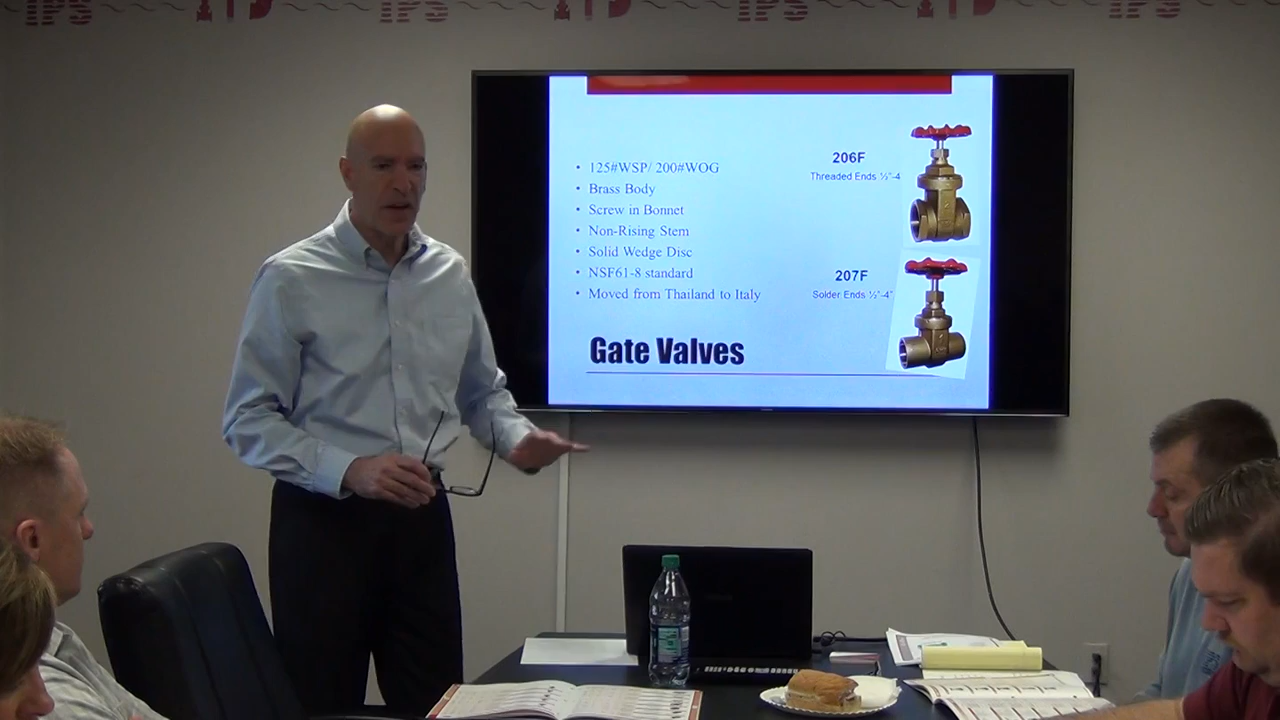 IPS IPS IPS IPS
• 125#WSP/ 200#WOG
• Brass Body
• Screw in Bonnet
• Non-Rising Stem
• Solid Wedge Disc
• NSF61-8 standard
• Moved from Thailand to Italy
206F
Threaded Ends ½"-4
207F
Solder Ends ½"-4"
Gate Valves